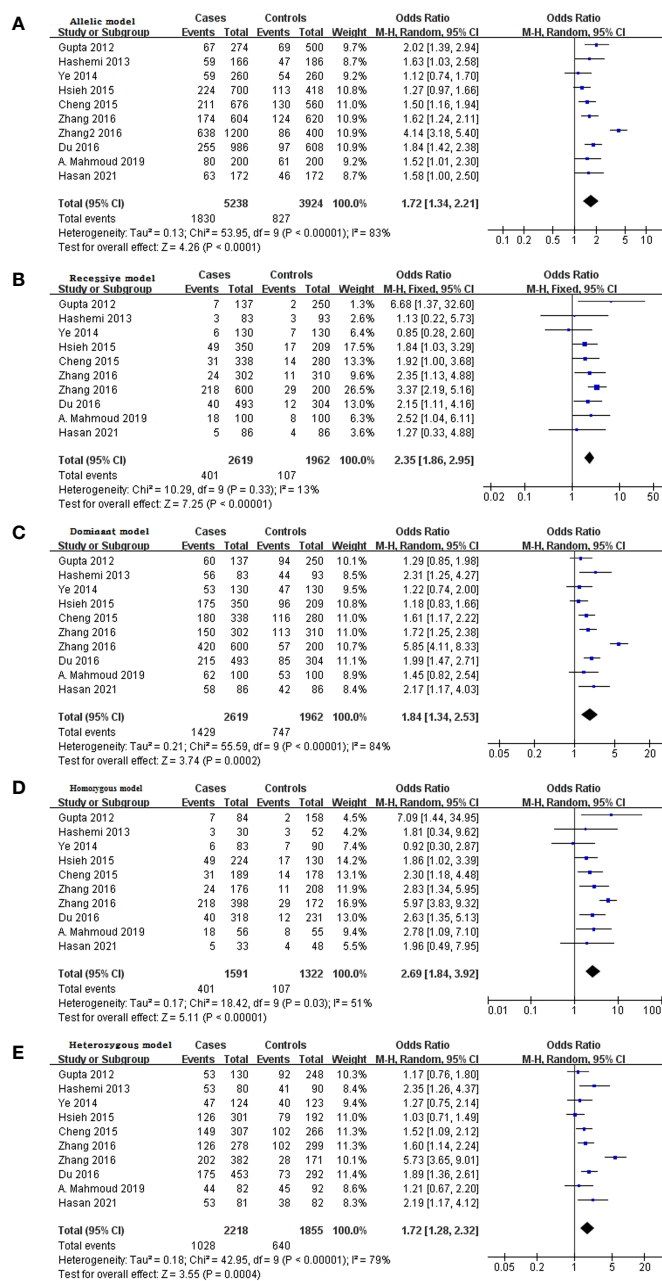 A
Allelic model Cases Controls Odds Ratio Odds Ratio
Study or Subgroup Events Total Events Total Weight M-H, Random, 95% CI M-H, Random, 95% CI
Gupta 2012 67 274 69 500 9.7% 2.02 [1.39, 2.94]
Hashemi 2013 59 166 47 186 9.0% 1.63 [1.03, 2.58]
Ye 2014 59 260 54 260 9.2% 1.12 [0.74, 1.70]
Hsieh 2015 224 700 113 418 10.8% 1.27 [0.97, 1.66]
Cheng 2015 211 676 130 560 10.9% 1.50 [1.16, 1.94]
Zhang 2016 174 604 124 620 10.8% 1.62 [1.24, 2.11]
Zhang2 2016 638 1200 86 400 10.9% 4.14 [3.18, 5.40]
Du 2016 255 986 97 608 10.8% 1.84 [1.42, 2.38]
A. Mahmoud 2019 80 200 61 200 9.3% 1.52 [1.01, 2.30]
Hasan 2021 63 172 46 172 8.8% 1.58 [1.00, 2.50]
Total (95% CI) 5238 3924 100.0% 1.72 [1.34, 2.21]
Total events 1830 827
Heterogeneity: Tau² = 0.13; Chi² = 53.95, df = 9 (P < 0.00001); I² = 83%
Test for overall effect: Z = 4.26 (P < 0.0001)
0.1 0.2 0.5 1 2 5 10
B
Recessive model Cases Controls Odds Ratio Odds Ratio
Study or Subgroup Events Total Events Total Weight M-H, Fixed, 95% CI M-H, Fixed, 95% CI
Gupta 2012 7 137 2 250 1.3% 6.68 [1.37, 32.60]
Hashemi 2013 3 83 3 93 2.6% 1.13 [0.22, 5.73]
Ye 2014 6 130 7 130 6.4% 0.85 [0.28, 2.60]
Hsieh 2015 49 350 17 209 17.5% 1.84 [1.03, 3.29]
Cheng 2015 31 338 14 280 13.5% 1.92 [1.00, 3.68]
Zhang 2016 24 302 11 310 9.6% 2.35 [1.13, 4.88]
Zhang 2016 218 600 29 200 26.5% 3.37 [2.19, 5.16]
Du 2016 40 493 12 304 13.0% 2.15 [1.11, 4.16]
A. Mahmoud 2019 18 100 8 100 6.3% 2.52 [1.04, 6.11]
Hasan 2021 5 86 4 86 3.6% 1.27 [0.33, 4.88]
Total (95% CI) 2619 1962 100.0% 2.35 [1.86, 2.95]
Total events 401 107
Heterogeneity: Chi² = 10.29, df = 9 (P = 0.33); I² = 13%
Test for overall effect: Z = 7.25 (P < 0.00001)
0.02 0.1 1 10 50
C
Dominant model Cases Controls Odds Ratio Odds Ratio
Study or Subgroup Events Total Events Total Weight M-H, Random, 95% CI M-H, Random, 95% CI
Gupta 2012 60 137 94 250 10.1% 1.29 [0.85, 1.98]
Hashemi 2013 56 83 44 93 8.5% 2.31 [1.25, 4.27]
Ye 2014 53 130 47 130 9.5% 1.22 [0.74, 2.00]
Hsieh 2015 175 350 96 209 10.9% 1.18 [0.83, 1.66]
Cheng 2015 180 338 116 280 11.0% 1.61 [1.17, 2.22]
Zhang 2016 150 302 113 310 11.0% 1.72 [1.25, 2.38]
Zhang 2016 420 600 57 200 10.7% 5.85 [4.11, 8.33]
Du 2016 215 493 85 304 11.1% 1.99 [1.47, 2.71]
A. Mahmoud 2019 62 100 53 100 8.9% 1.45 [0.82, 2.54]
Hasan 2021 58 86 42 86 8.4% 2.17 [1.17, 4.03]
Total (95% CI) 2619 1962 100.0% 1.84 [1.34, 2.53]
Total events 1429 747
Heterogeneity: Tau² = 0.21; Chi² = 55.59, df = 9 (P < 0.00001); I² = 84%
Test for overall effect: Z = 3.74 (P = 0.0002)
0.05 0.2 1 5 20
D
Homozygous model Cases Controls Odds Ratio Odds Ratio
Study or Subgroup Events Total Events Total Weight M-H, Random, 95% CI M-H, Random, 95% CI
Gupta 2012 7 84 2 158 4.5% 7.09 [1.44, 34.95]
Hashemi 2013 3 30 3 52 4.2% 1.81 [0.34, 9.62]
Ye 2014 6 83 7 90 7.7% 0.92 [0.30, 2.87]
Hsieh 2015 49 224 17 130 14.7% 1.86 [1.02, 3.39]
Cheng 2015 31 189 14 178 13.6% 2.30 [1.18, 4.48]
Zhang 2016 24 176 11 208 12.3% 2.83 [1.34, 5.95]
Zhang 2016 218 398 29 172 17.6% 5.97 [3.83, 9.32]
Du 2016 40 318 12 231 13.5% 2.63 [1.35, 5.13]
A. Mahmoud 2019 18 56 8 55 9.8% 2.78 [1.09, 7.10]
Hasan 2021 5 33 4 48 5.8% 1.96 [0.49, 7.95]
Total (95% CI) 1591 1322 100.0% 2.69 [1.84, 3.92]
Total events 401 107
Heterogeneity: Tau² = 0.17; Chi² = 18.42, df = 9 (P = 0.03); I² = 51%
Test for overall effect: Z = 5.11 (P < 0.00001)
0.01 0.1 1 10 100
E
Heterozygous model Cases Controls Odds Ratio Odds Ratio
Study or Subgroup Events Total Events Total Weight M-H, Random, 95% CI M-H, Random, 95% CI
Gupta 2012 53 130 92 248 10.3% 1.17 [0.76, 1.80]
Hashemi 2013 53 80 41 90 8.1% 2.35 [1.26, 4.37]
Ye 2014 47 124 40 123 9.3% 1.27 [0.75, 2.14]
Hsieh 2015 126 301 79 192 11.1% 1.03 [0.71, 1.49]
Cheng 2015 149 307 102 266 11.6% 1.52 [1.09, 2.12]
Zhang 2016 126 278 102 299 11.5% 1.60 [1.14, 2.24]
Zhang 2016 202 382 28 171 10.1% 5.73 [3.65, 9.01]
Du 2016 175 453 73 292 11.6% 1.89 [1.36, 2.61]
A. Mahmoud 2019 44 82 45 92 8.4% 1.21 [0.67, 2.20]
Hasan 2021 53 81 38 82 8.0% 2.19 [1.17, 4.12]
Total (95% CI) 2218 1855 100.0% 1.72 [1.28, 2.32]
Total events 1028 640
Heterogeneity: Tau² = 0.18; Chi² = 42.95, df = 9 (P < 0.00001); I² = 79%
Test for overall effect: Z = 3.55 (P = 0.0004)
0.05 0.2 1 5 20